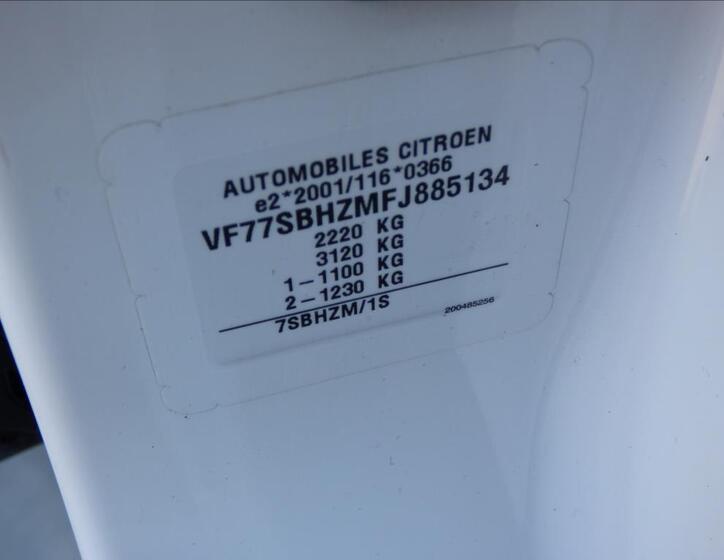 AUTOMOBILES CITROEN
e2*2001/116*0366
VF77SBHZMFJ885134
2220 KG
3120 KG
1-1100 KG
2-1230 KG
7SBHZM/1S
200485256